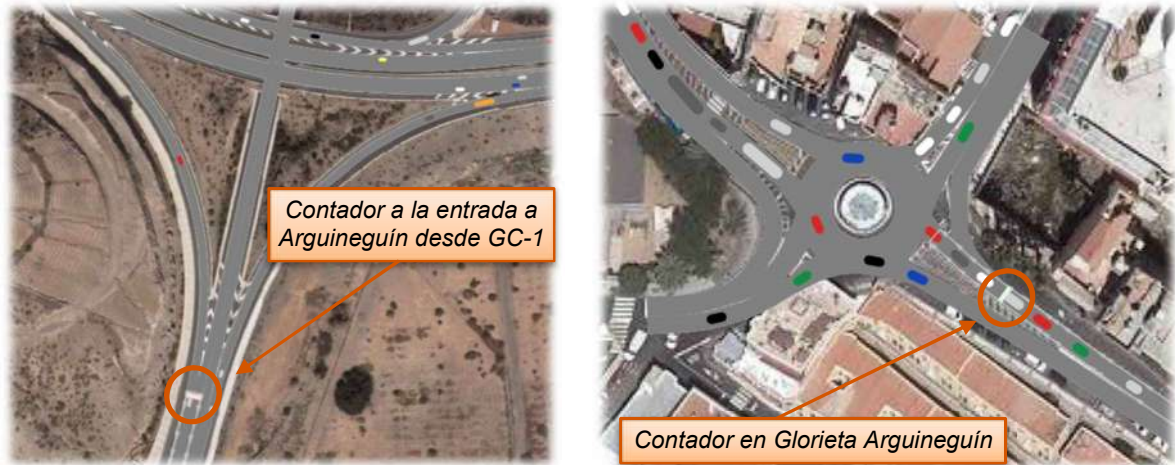 Contador a la entrada a
Arguineguín desde GC-1
Contador en Glorieta Arguineguín